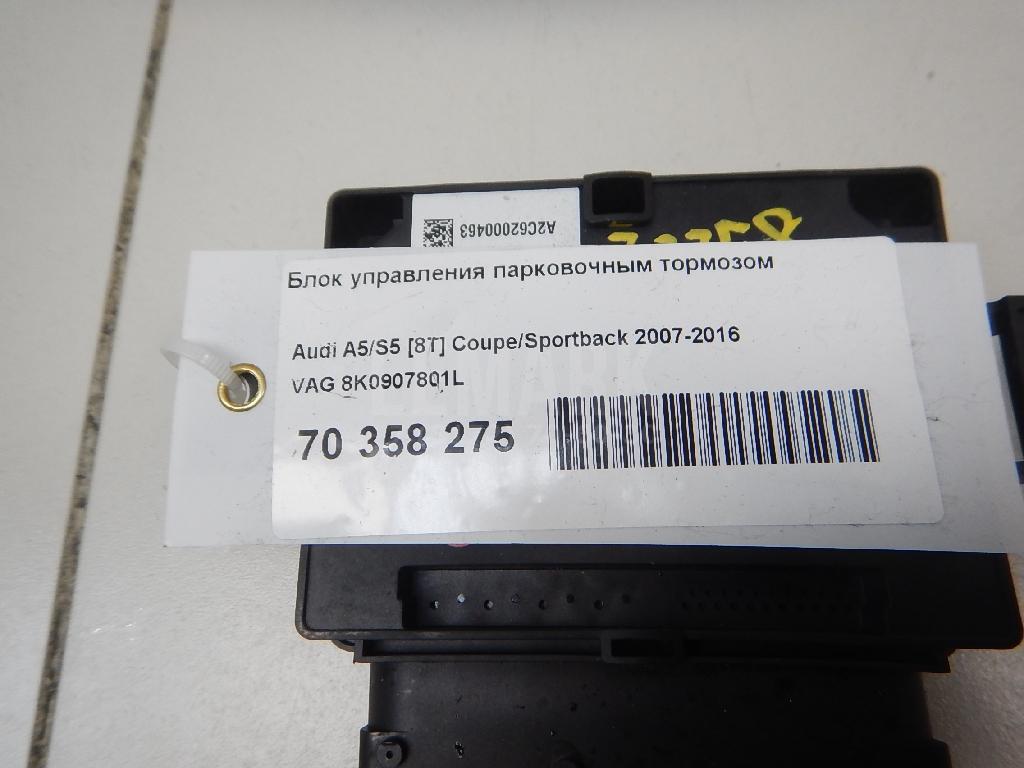 A2C62000463
Блок управления парковочным тормозом
Audi A5/S5 [8T] Coupe/Sportback 2007-2016
VAG 8K0907801L
70 358 275